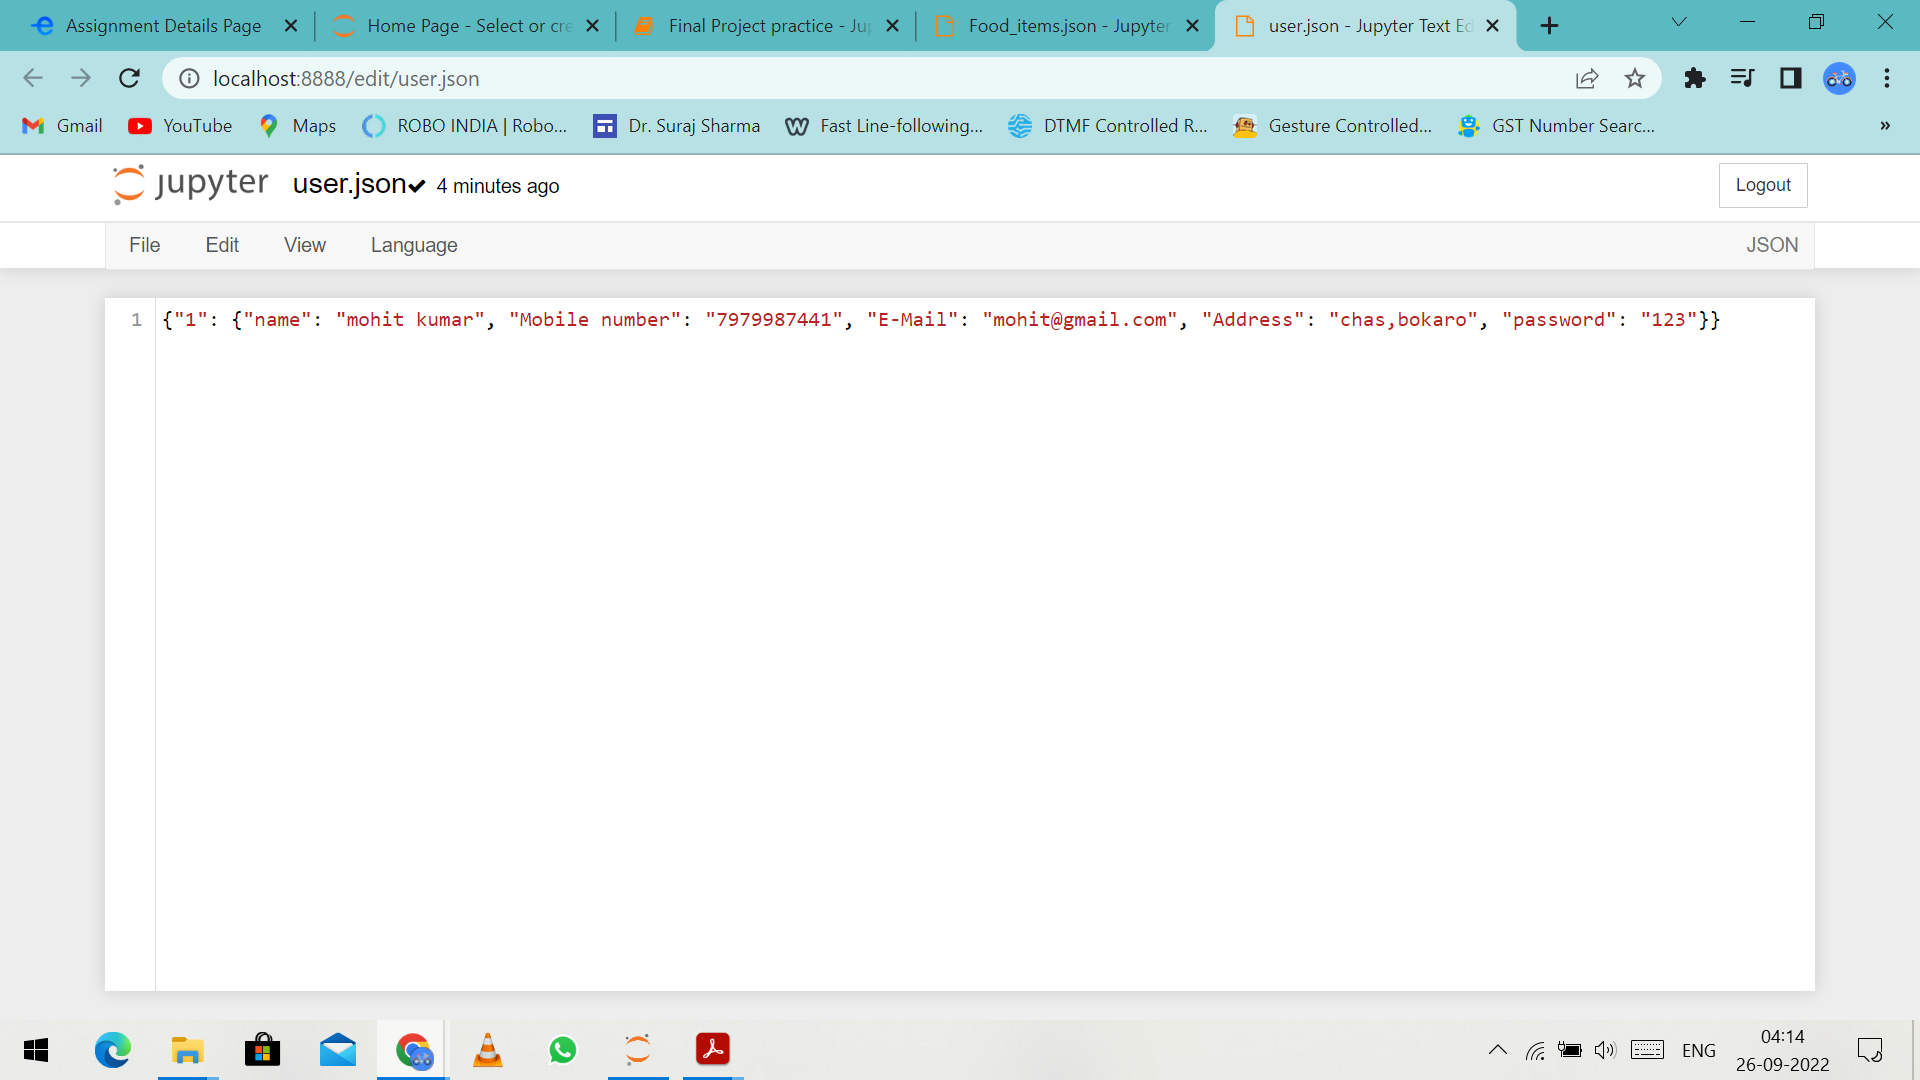 Assignment Details Page
Home Page - Select or cre
Final Project practice - Jup
Food_items.json - Jupyter
user.json - Jupyter Text Ed
localhost:8888/edit/user.json
Gmail
YouTube
Maps
ROBO INDIA | Robo...
Dr. Suraj Sharma
Fast Line-following...
DTMF Controlled R...
Gesture Controlled...
GST Number Searc...
»
jupyter
user.json
4 minutes ago
Logout
File
Edit
View
Language
JSON
1
{"1": {"name": "mohit kumar", "Mobile number": "7979987441", "E-Mail": "mohit@gmail.com", "Address": "chas,bokaro", "password": "123"}}
ENG
04:14
26-09-2022